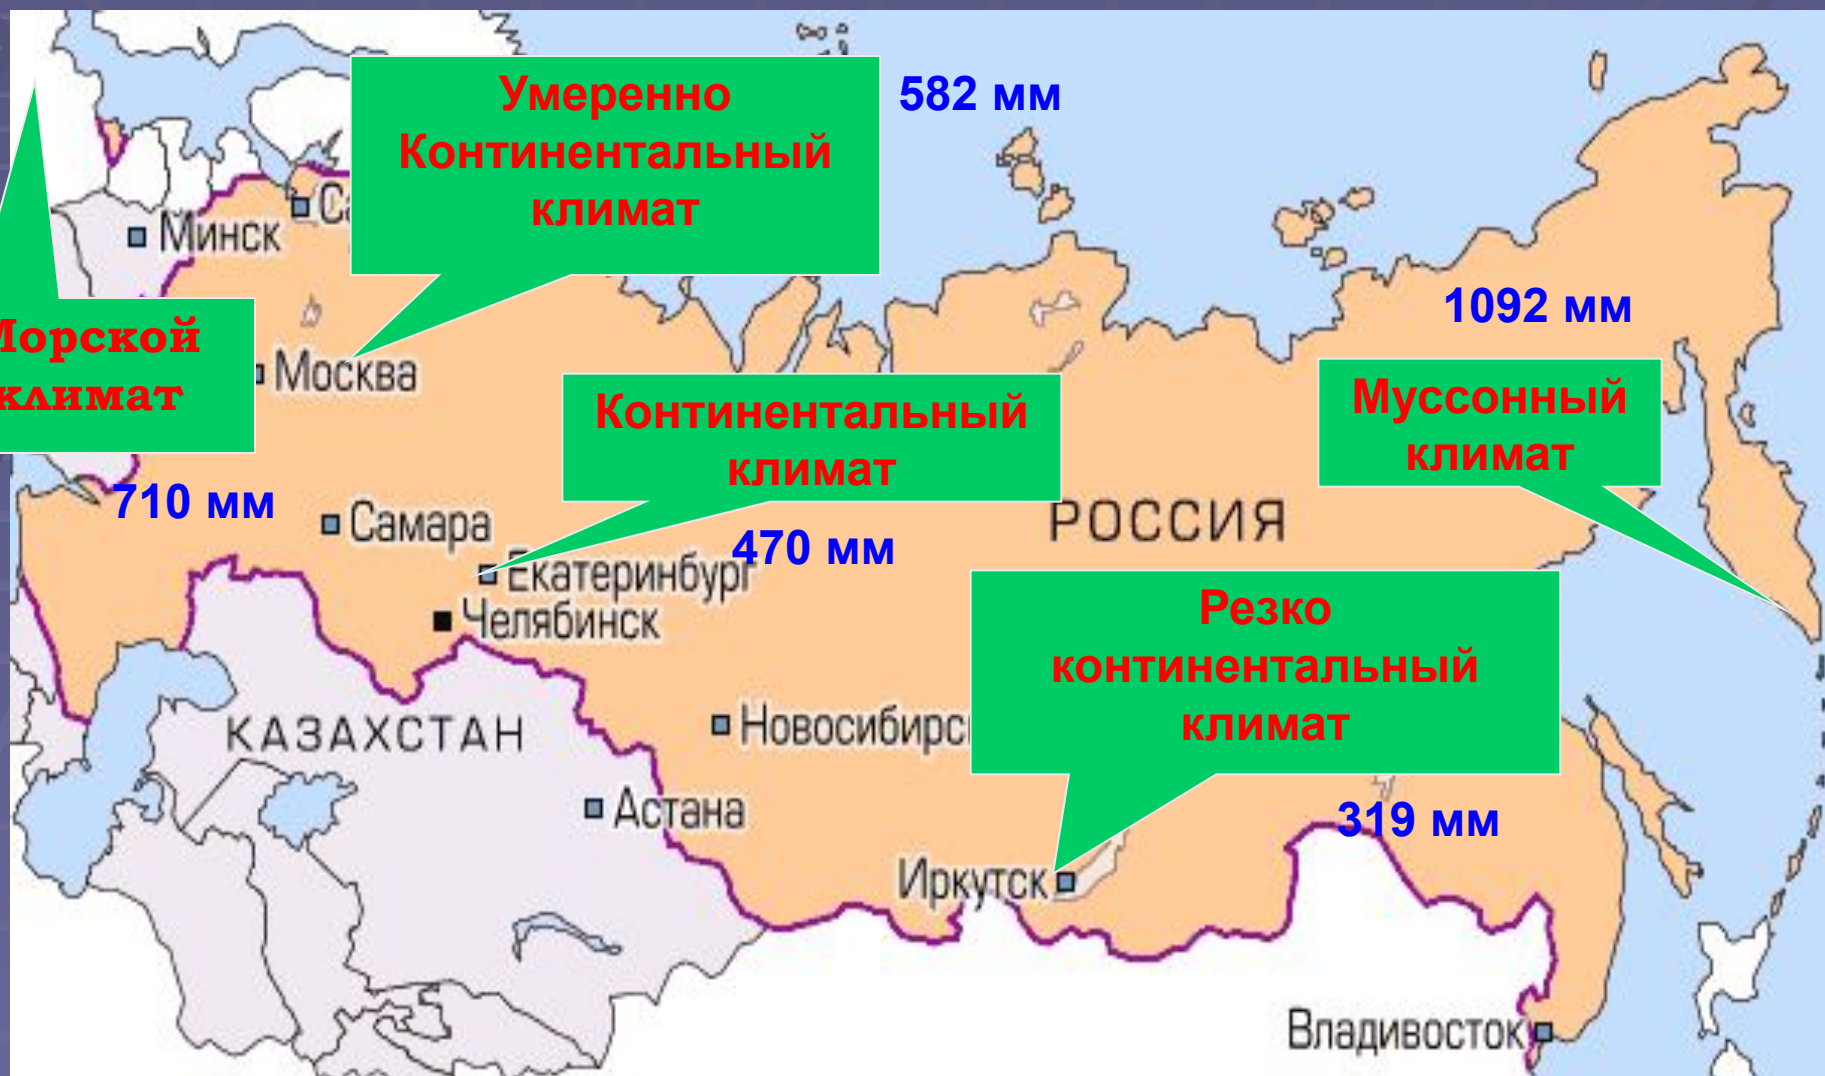 Умеренно
Континентальный
климат
582 мм
Минск
1092 мм
климат
Москва
Континентальный
климат
Муссонный
климат
710 мм
Самара
РОССИЯ
470 мм
Екатеринбург
Челябинск
Резко
континентальный
климат
КАЗАХСТАН
Астана
319 мм
Иркутск
Владивосток